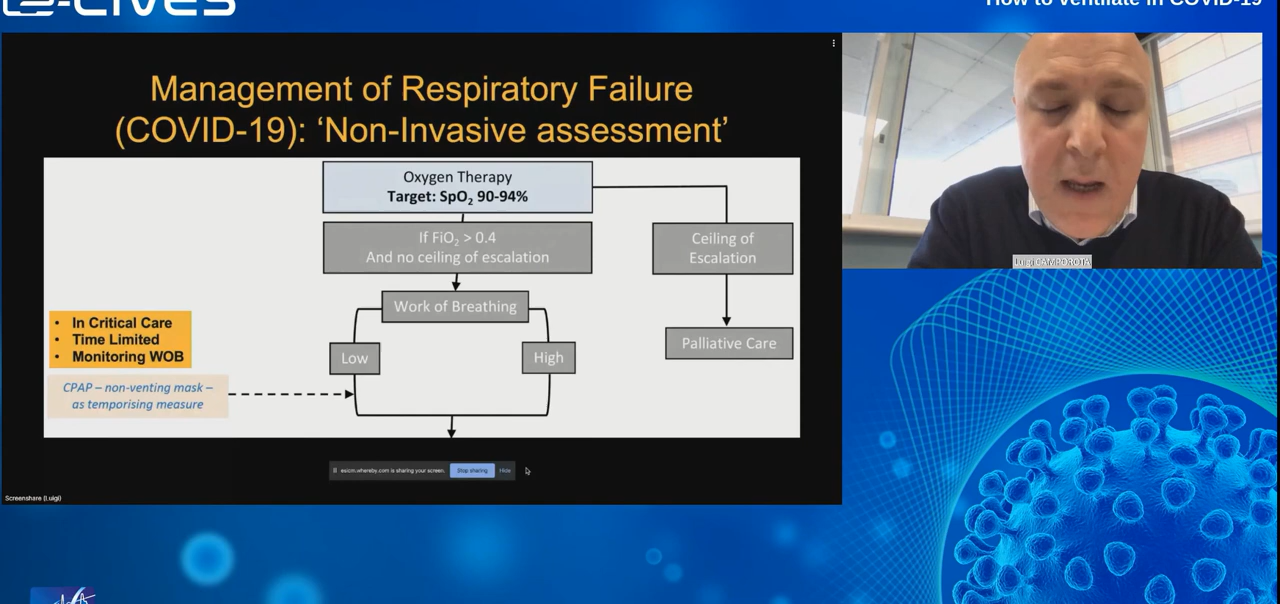 e-LIVES
How to ventilate in COVID-19
Management of Respiratory Failure
(COVID-19): ‘Non-Invasive assessment’
Oxygen Therapy
Target: SpO₂ 90-94%
If FiO₂ > 0.4
And no ceiling of escalation
Ceiling of
Escalation
Work of Breathing
• In Critical Care
• Time Limited
• Monitoring WOB
Low
High
Palliative Care
CPAP – non-venting mask –
as temporising measure
esicm.whereby.com is sharing your screen.
Stop sharing
Hide
Screenshare (Luigi)
Luigi CAMPOROTA